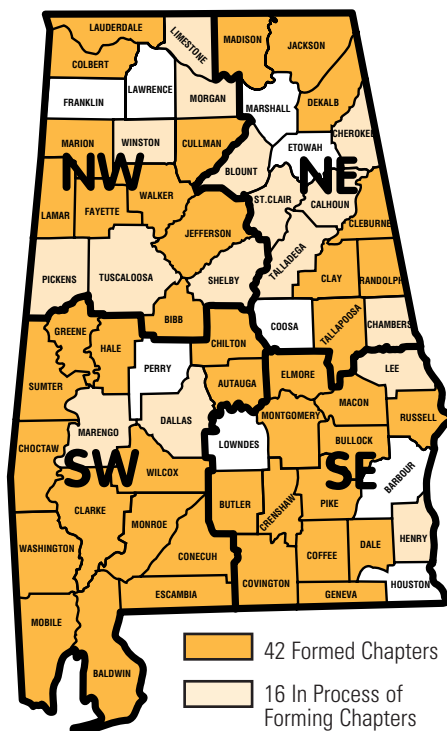 LAUDERDALE
LIMESTONE
MADISON
JACKSON
COLBERT
LAWRENCE
FRANKLIN
MORGAN
MARSHALL
DEKALB
CHEROKEE
MARION
WINSTON
CULLMAN
ETOWAH
BLOUNT
NW
NE
LAMAR
FAYETTE
WALKER
ST.CLAIR
CALHOUN
CLEBURNE
JEFFERSON
TALLADEGA
PICKENS
TUSCALOOSA
SHELBY
CLAY
RANDOLPH
BIBB
COOSA
TALLAPOOSA
CHAMBERS
GREENE
HALE
PERRY
CHILTON
LEE
SUMTER
AUTAUGA
ELMORE
MACON
RUSSELL
MARENGO
DALLAS
MONTGOMERY
CHOCTAW
LOWNDES
BULLOCK
SW
SE
WILCOX
BARBOUR
CLARKE
BUTLER
CRENSHAW
PIKE
MONROE
WASHINGTON
CONECUH
COFFEE
DALE
HENRY
COVINGTON
HOUSTON
ESCAMBIA
GENEVA
MOBILE
BALDWIN
42 Formed Chapters
16 In Process of
Forming Chapters